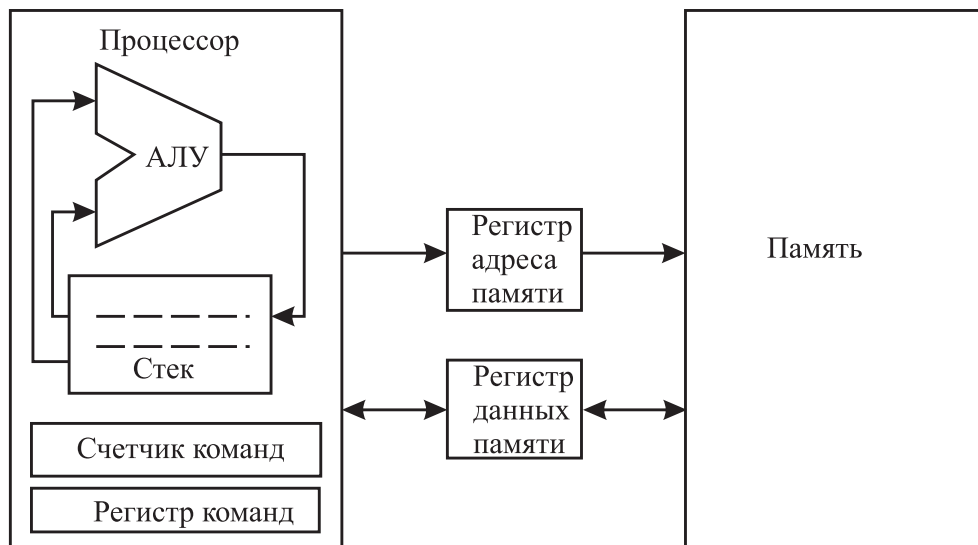 Процессор
АЛУ
Стек
Счетчик команд
Регистр команд
Регистр
адреса
памяти
Регистр
данных
памяти
Память